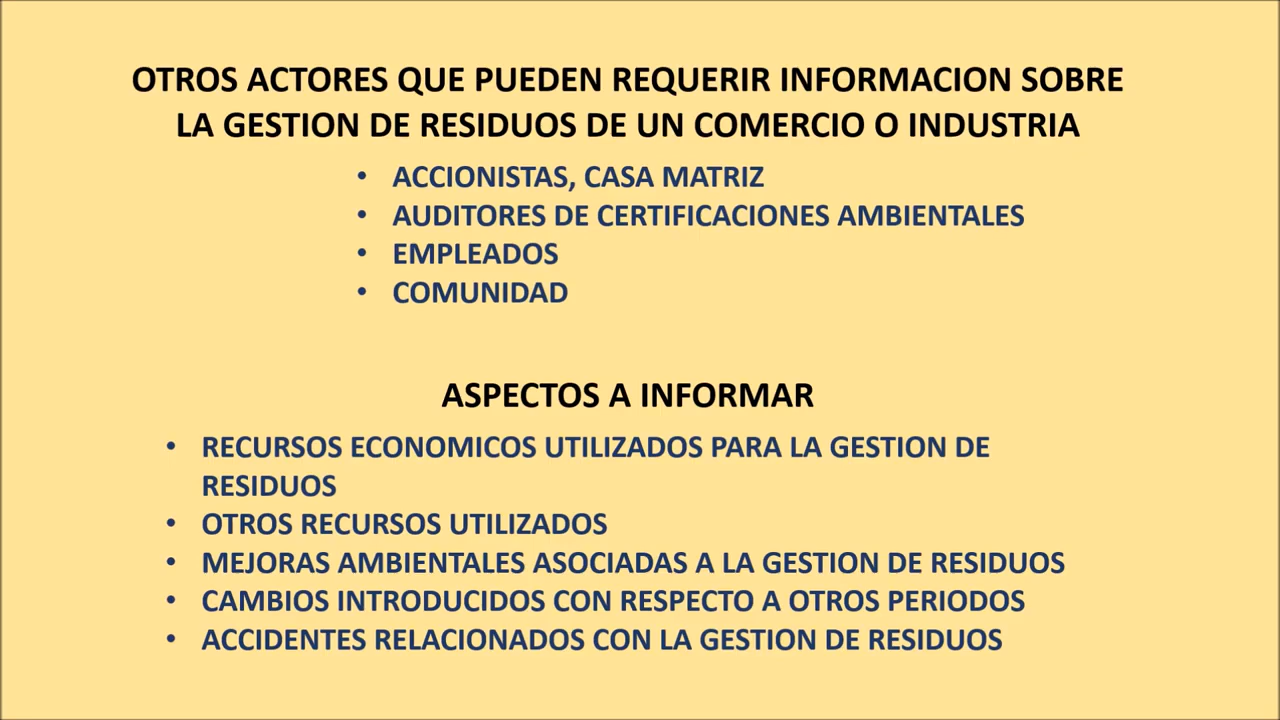 OTROS ACTORES QUE PUEDEN REQUERIR INFORMACION SOBRE
LA GESTION DE RESIDUOS DE UN COMERCIO O INDUSTRIA
• ACCIONISTAS, CASA MATRIZ
• AUDITORES DE CERTIFICACIONES AMBIENTALES
• EMPLEADOS
• COMUNIDAD
ASPECTOS A INFORMAR
• RECURSOS ECONOMICOS UTILIZADOS PARA LA GESTION DE
RESIDUOS
• OTROS RECURSOS UTILIZADOS
• MEJORAS AMBIENTALES ASOCIADAS A LA GESTION DE RESIDUOS
• CAMBIOS INTRODUCIDOS CON RESPECTO A OTROS PERIODOS
• ACCIDENTES RELACIONADOS CON LA GESTION DE RESIDUOS